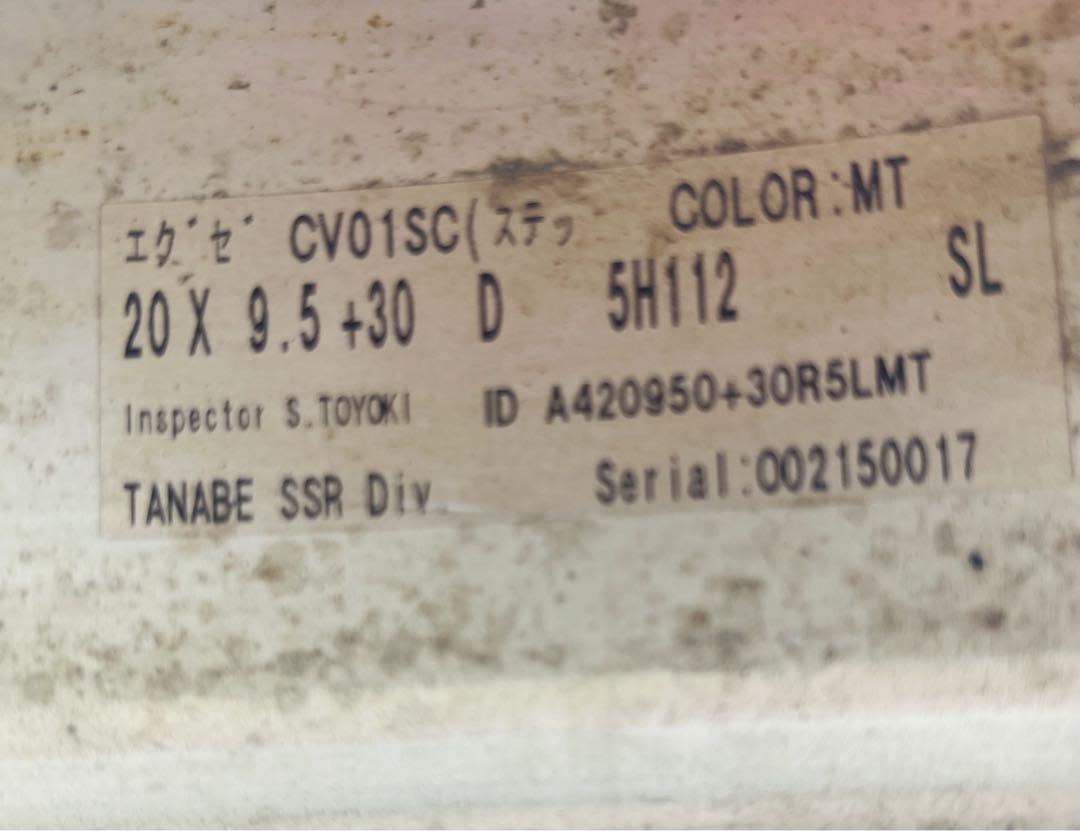 ｴｸﾞｾﾞ CV01SC(ｽﾃｯ COLOR:MT
20 X 9.5 +30 D 5H112 SL
Inspector S.TOYOKI ID A420950+30R5LMT
TANABE SSR Div. Serial:002150017